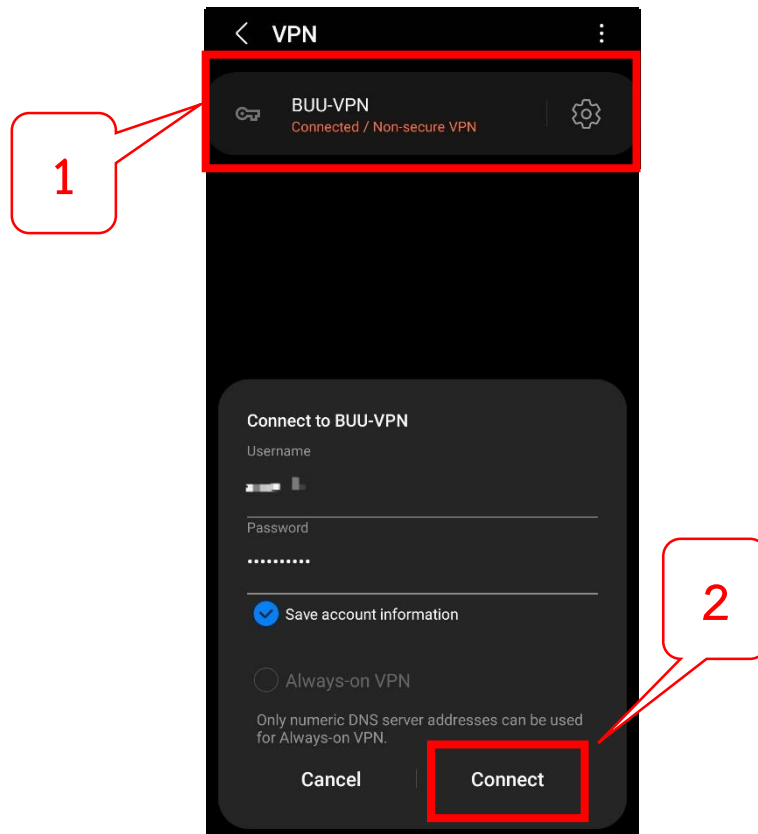 VPN
1
BUU-VPN
Connected / Non-secure VPN
Connect to BUU-VPN
Username
Password
••••••••••
Save account information
2
Always-on VPN
Only numeric DNS server addresses can be used
for Always-on VPN.
Cancel
Connect